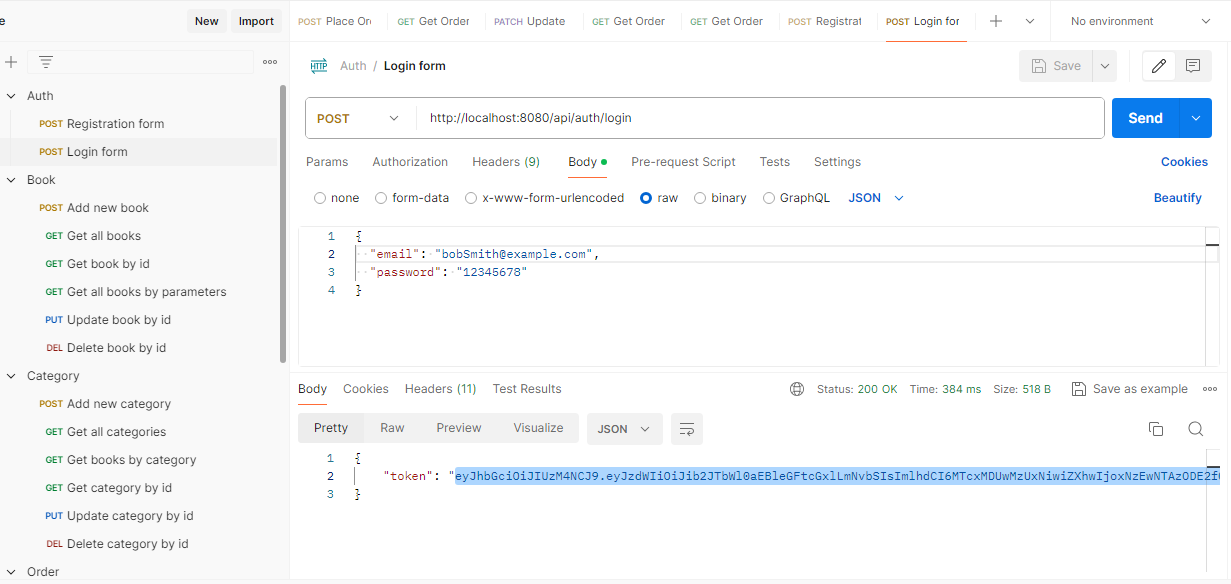 e New Import POST Place Or GET Get Order PATCH Update GET Get Order GET Get Order POST Registrat POST Login for No environment
HTTP Auth / Login form Save
Auth
POST Registration form
POST Login form
Book
POST Add new book
GET Get all books
GET Get book by id
GET Get all books by parameters
PUT Update book by id
DEL Delete book by id
Category
POST Add new category
GET Get all categories
GET Get books by category
GET Get category by id
PUT Update category by id
DEL Delete category by id
Order
POST http://localhost:8080/api/auth/login Send
Params Authorization Headers (9) Body Pre-request Script Tests Settings Cookies
none form-data x-www-form-urlencoded raw binary GraphQL JSON Beautify
1 {
2 "email": "bobSmith@example.com",
3 "password": "12345678"
4 }
Body Cookies Headers (11) Test Results Status: 200 OK Time: 384 ms Size: 518 B Save as example
Pretty Raw Preview Visualize JSON
1 {
2 "token": "eyJhbGciOiJIUzM4NCJ9.eyJzdWIiOiJib2JTbWl0aEBleGFtcGxlLmNvbSIsImlhdCI6MTcxMDUwMzUxNiwiZXhwIjoxNzEwNTAzODE2f
3 }